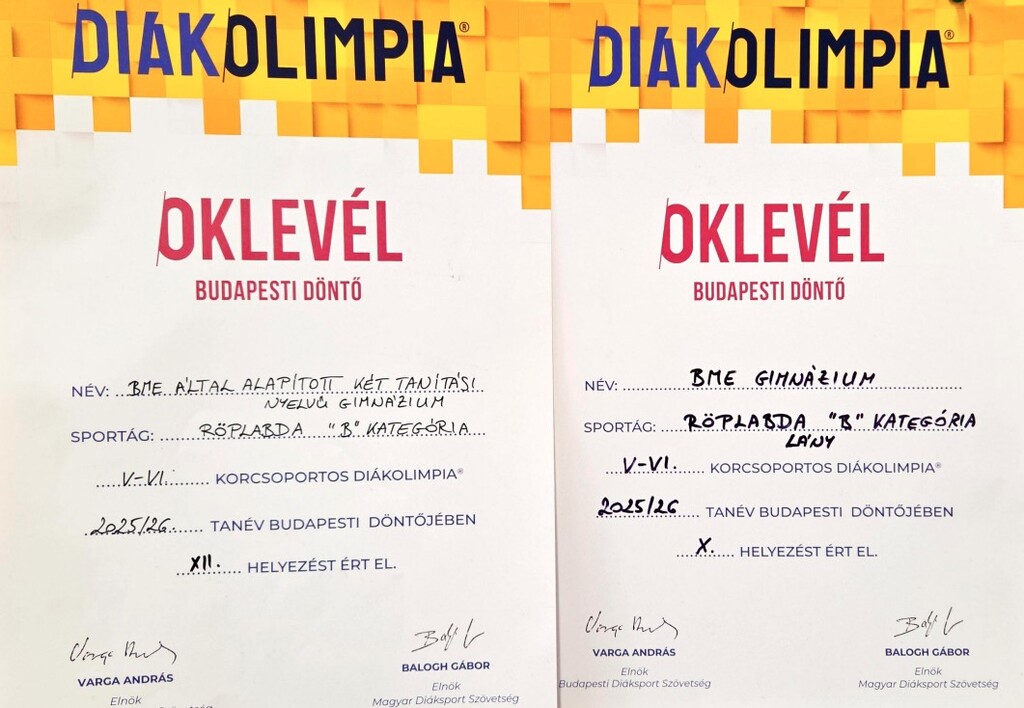 DIÁKOLIMPIA®
OKLEVÉL
BUDAPESTI DÖNTŐ
NÉV: BME ÁLTAL ALAPÍTOTT KÉT TANÍTÁSI
NYELVŰ GIMNÁZIUM
SPORTÁG: RÖPLABDA "B" KATEGÓRIA
V-VI. KORCSOPORTOS DIÁKOLIMPIA®
2025/26. TANÉV BUDAPESTI DÖNTŐJÉBEN
XII. HELYEZÉST ÉRT EL.
VARGA ANDRÁS
Elnök
BALOGH GÁBOR
Elnök
Magyar Diáksport Szövetség
DIÁKOLIMPIA®
OKLEVÉL
BUDAPESTI DÖNTŐ
NÉV: BME GIMNÁZIUM
SPORTÁG: RÖPLABDA "B" KATEGÓRIA
LÁNY
V-VI. KORCSOPORTOS DIÁKOLIMPIA®
2025/26 TANÉV BUDAPESTI DÖNTŐJÉBEN
X. HELYEZÉST ÉRT EL.
VARGA ANDRÁS
Elnök
Budapesti Diáksport Szövetség
BALOGH GÁBOR
Elnök
Magyar Diáksport Szövetség